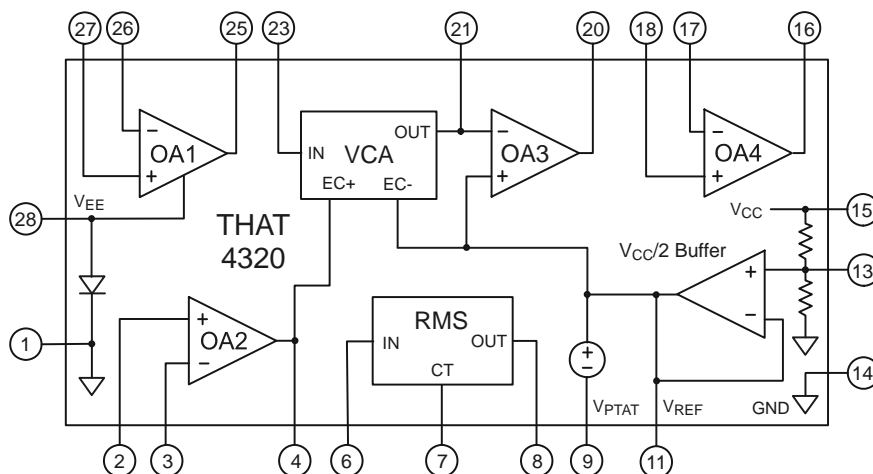 27 26 25 23 21 20 18 17 16
− + OA1
IN VCA OUT EC+ EC-
− + OA3
− + OA4
28 VEE
VCC 15
THAT
4320
VCC/2 Buffer
+ − 13
1
+ − OA2
IN RMS OUT CT
+ −
14
GND
VPTAT VREF
2 3 4 6 7 8 9 11